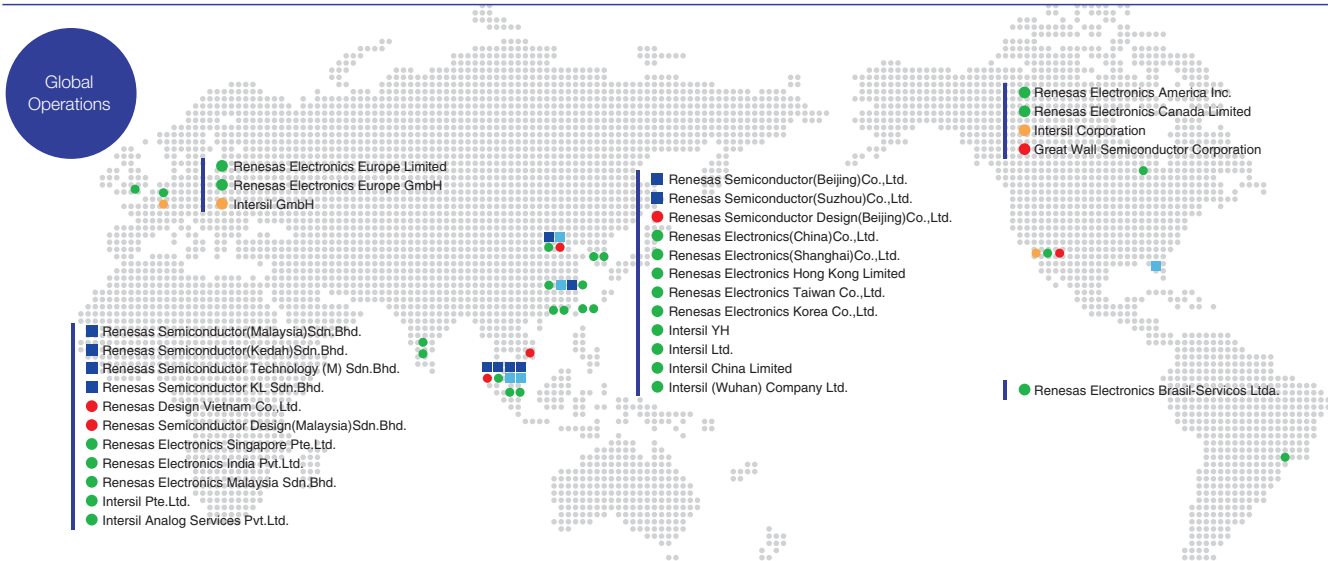 Global
Operations
Renesas Electronics Europe Limited
Renesas Electronics Europe GmbH
Intersil GmbH
Renesas Semiconductor(Malaysia)Sdn.Bhd.
Renesas Semiconductor(Kedah)Sdn.Bhd.
Renesas Semiconductor Technology (M) Sdn.Bhd.
Renesas Semiconductor KL Sdn.Bhd.
Renesas Design Vietnam Co.,Ltd.
Renesas Semiconductor Design(Malaysia)Sdn.Bhd.
Renesas Electronics Singapore Pte.Ltd.
Renesas Electronics India Pvt.Ltd.
Renesas Electronics Malaysia Sdn.Bhd.
Intersil Pte.Ltd.
Intersil Analog Services Pvt.Ltd.
Renesas Semiconductor(Beijing)Co.,Ltd.
Renesas Semiconductor(Suzhou)Co.,Ltd.
Renesas Semiconductor Design(Beijing)Co.,Ltd.
Renesas Electronics(China)Co.,Ltd.
Renesas Electronics(Shanghai)Co.,Ltd.
Renesas Electronics Hong Kong Limited
Renesas Electronics Taiwan Co.,Ltd.
Renesas Electronics Korea Co.,Ltd.
Intersil YH
Intersil Ltd.
Intersil China Limited
Intersil (Wuhan) Company Ltd.
Renesas Electronics America Inc.
Renesas Electronics Canada Limited
Intersil Corporation
Great Wall Semiconductor Corporation
Renesas Electronics Brasil-Servicos Ltda.